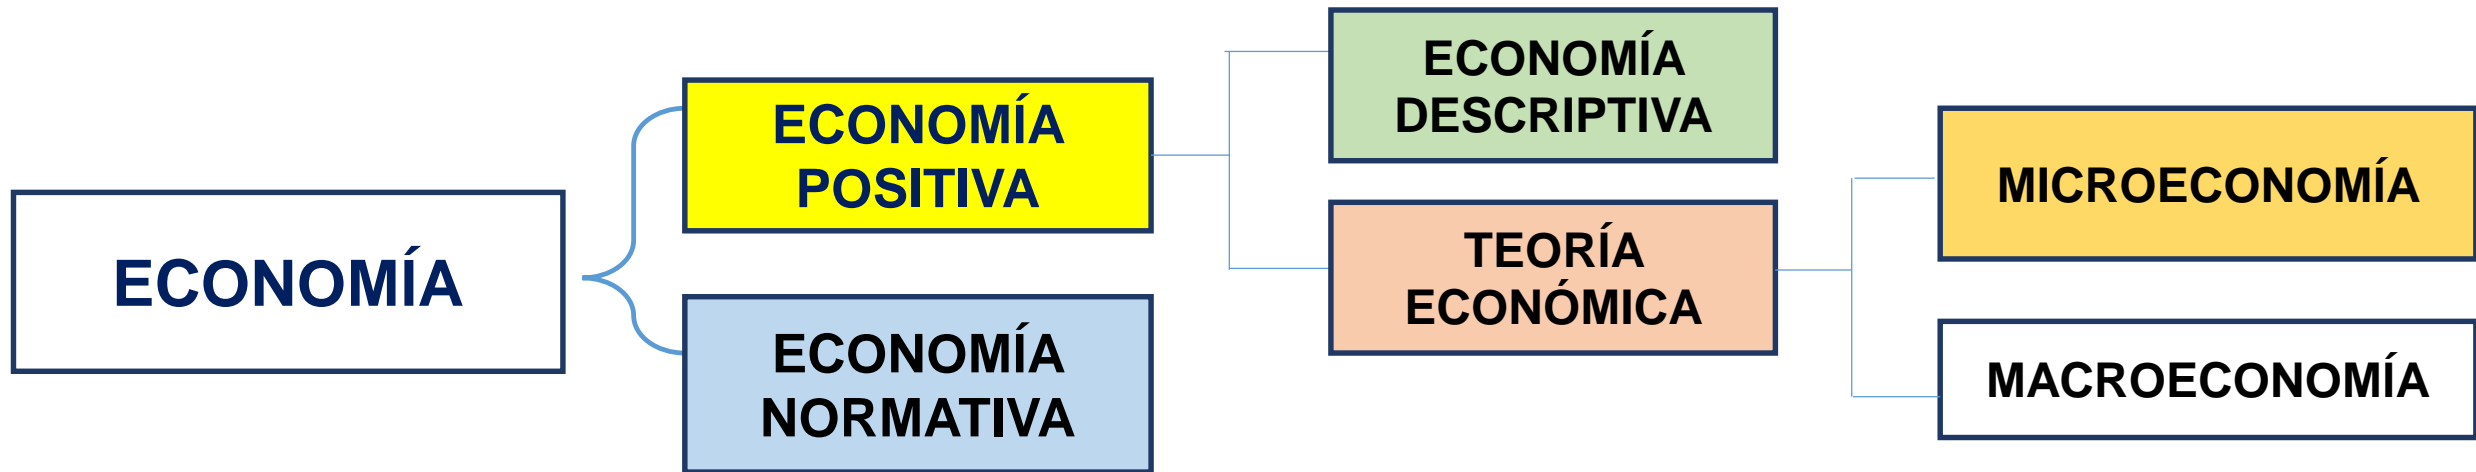 ECONOMÍA
ECONOMÍA
POSITIVA
ECONOMÍA
NORMATIVA
ECONOMÍA
DESCRIPTIVA
TEORÍA
ECONÓMICA
MICROECONOMÍA
MACROECONOMÍA